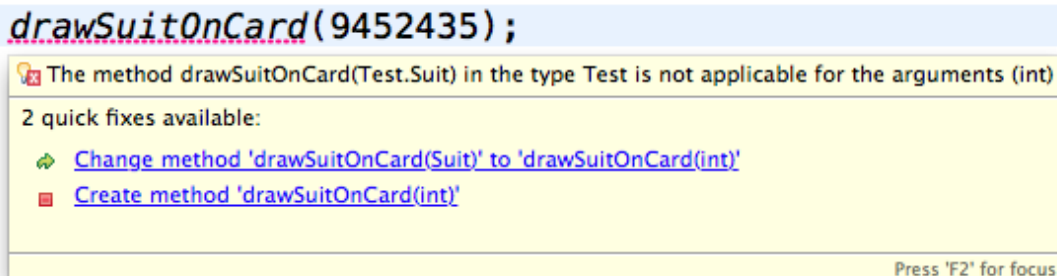 drawSuitOnCard(9452435);
The method drawSuitOnCard(Test.Suit) in the type Test is not applicable for the arguments (int)
2 quick fixes available:
Change method 'drawSuitOnCard(Suit)' to 'drawSuitOnCard(int)'
Create method 'drawSuitOnCard(int)'
Press 'F2' for focus